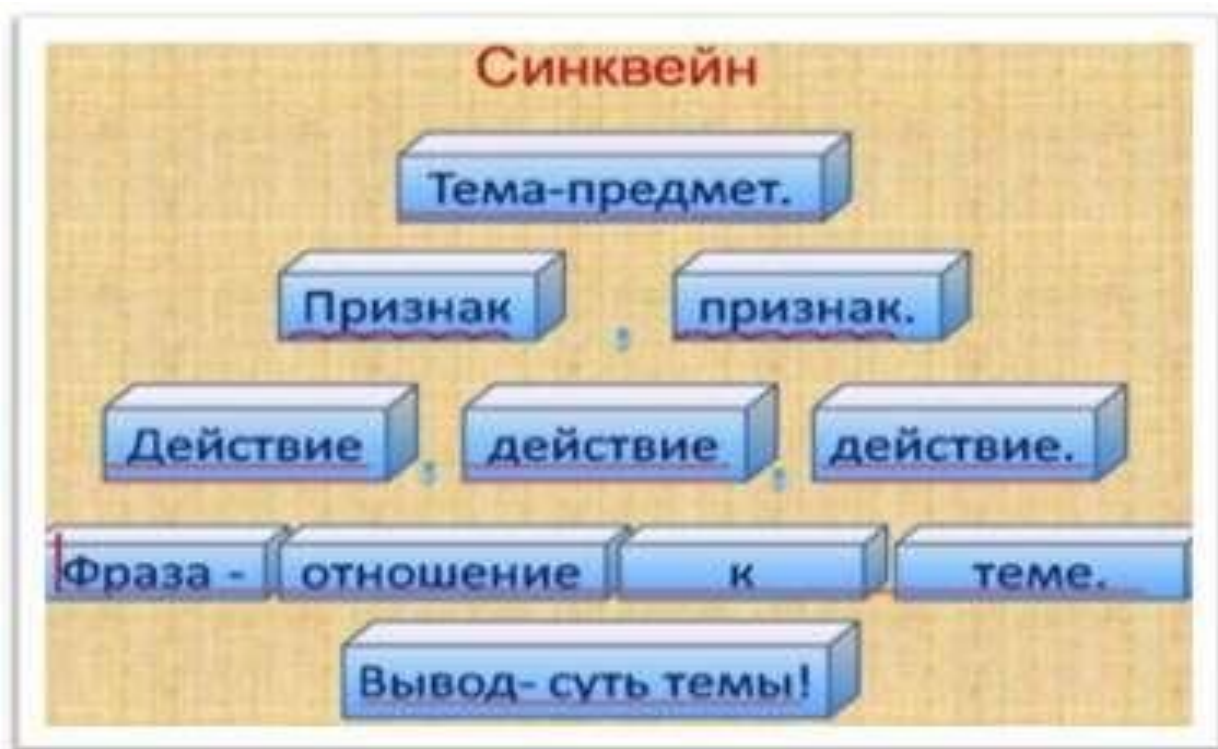 Синквейн
Тема-предмет.
Признак , признак.
Действие , действие , действие.
Фраза - отношение к теме.
Вывод- суть темы!